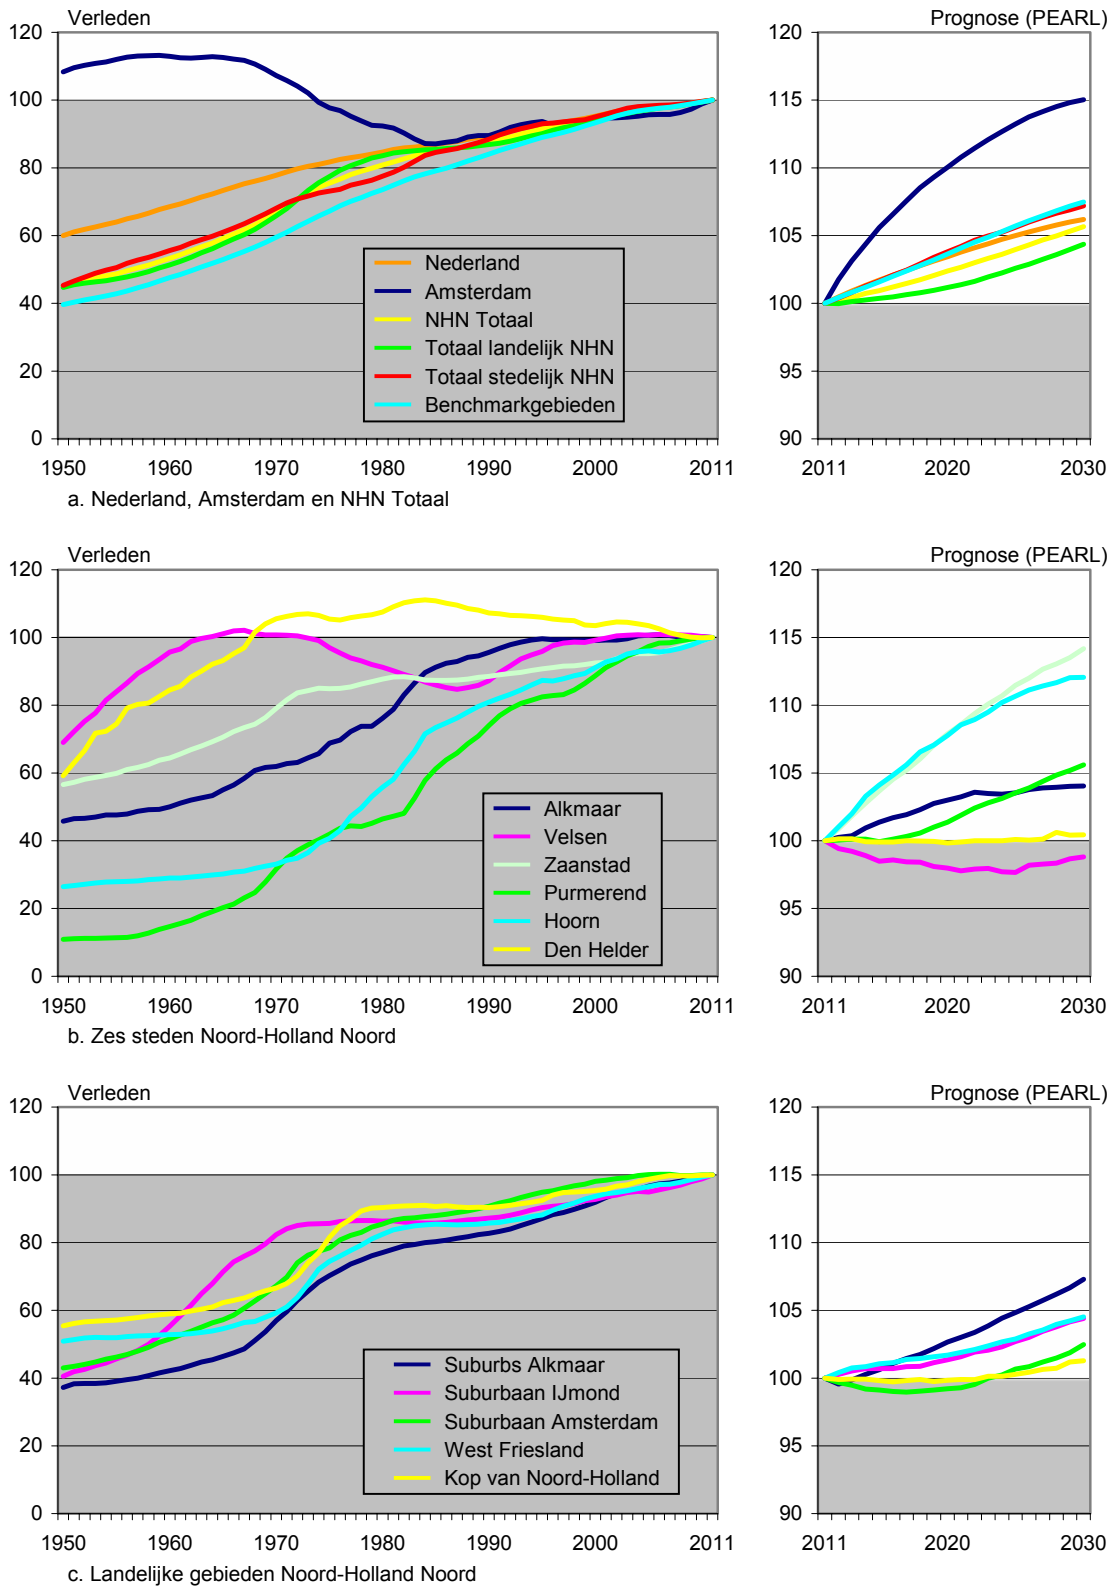 Verleden
Prognose (PEARL)
120
100
80
60
40
20
0
120
115
110
105
100
95
90
Nederland
Amsterdam
NHN Totaal
Totaal landelijk NHN
Totaal stedelijk NHN
Benchmarkgebieden
1950 1960 1970 1980 1990 2000 2011
2011 2020 2030
a. Nederland, Amsterdam en NHN Totaal
Verleden
Prognose (PEARL)
120
100
80
60
40
20
0
120
115
110
105
100
95
90
Alkmaar
Velsen
Zaanstad
Purmerend
Hoorn
Den Helder
1950 1960 1970 1980 1990 2000 2011
2011 2020 2030
b. Zes steden Noord-Holland Noord
Verleden
Prognose (PEARL)
120
100
80
60
40
20
0
120
115
110
105
100
95
90
Suburbs Alkmaar
Suburbaan IJmond
Suburbaan Amsterdam
West Friesland
Kop van Noord-Holland
1950 1960 1970 1980 1990 2000 2011
2011 2020 2030
c. Landelijke gebieden Noord-Holland Noord